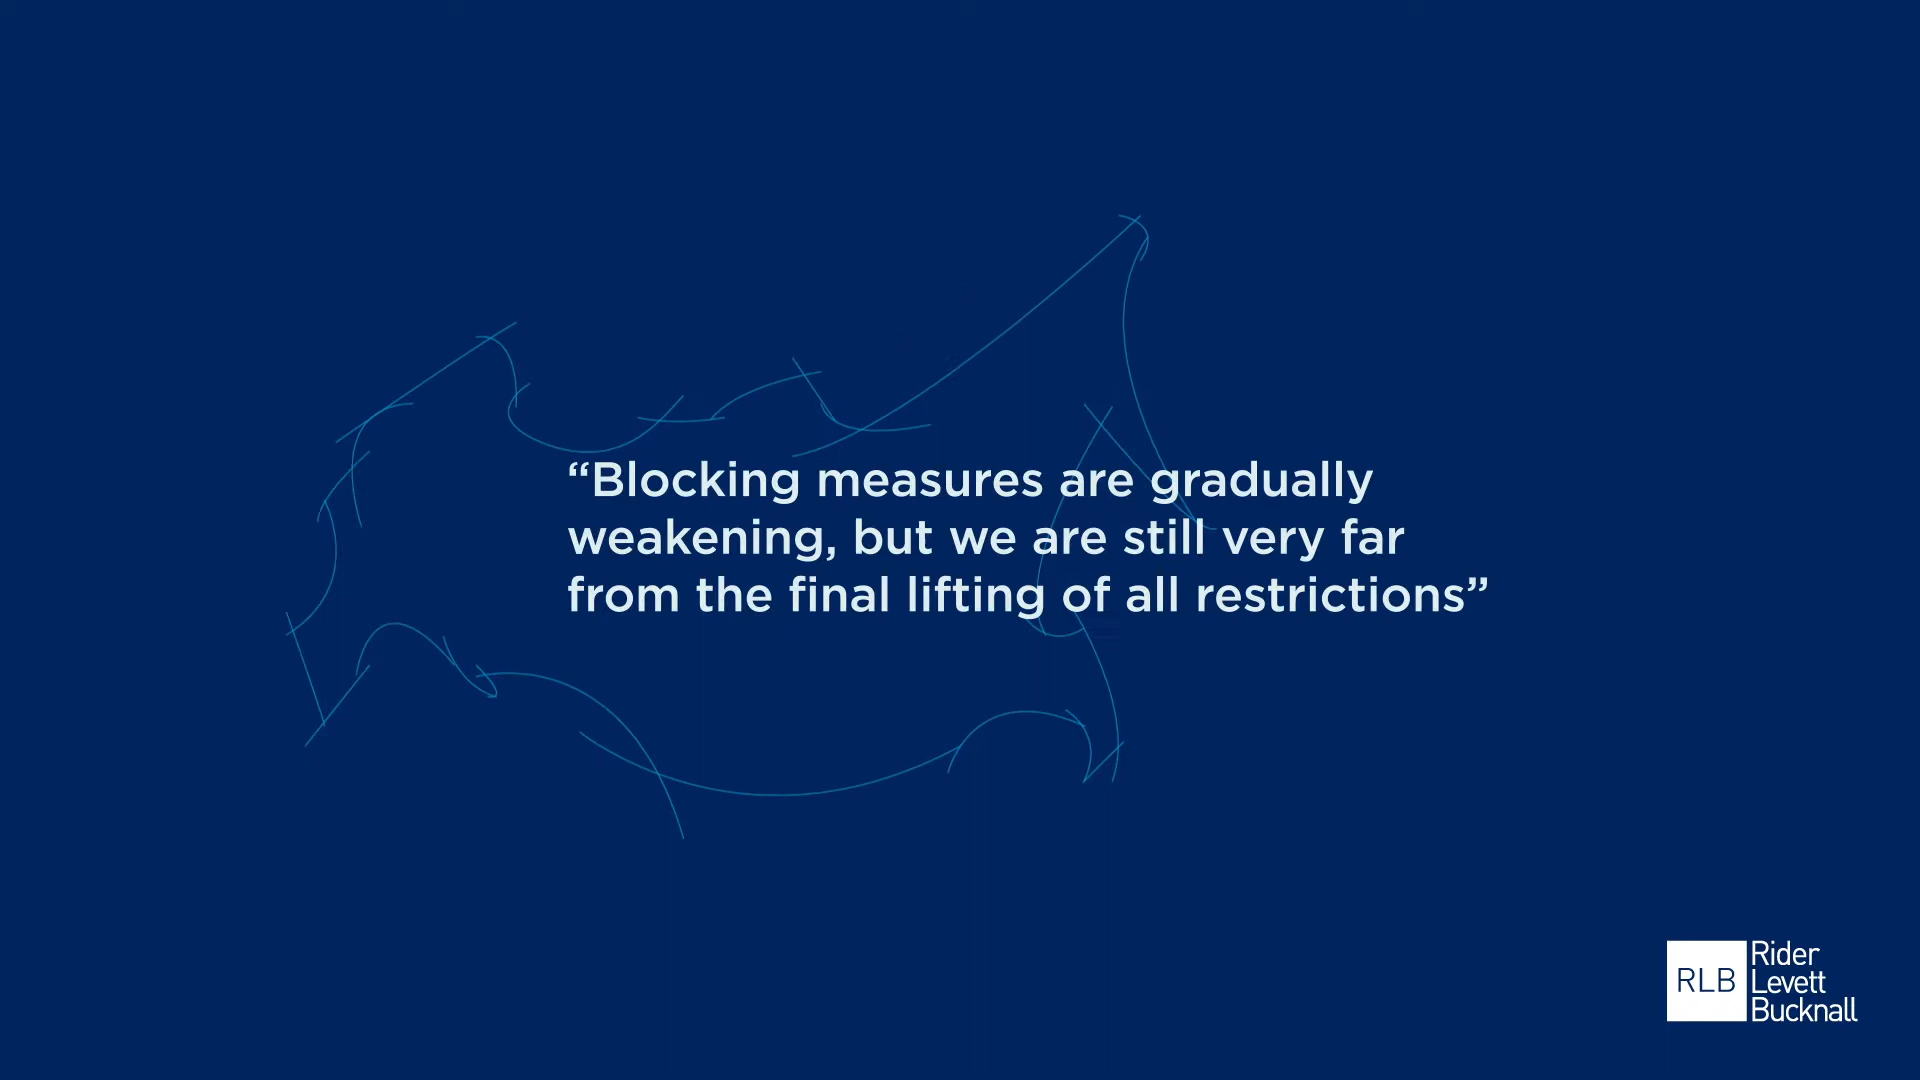 “Blocking measures are gradually
weakening, but we are still very far
from the final lifting of all restrictions”
RLB
Rider
Levett
Bucknall